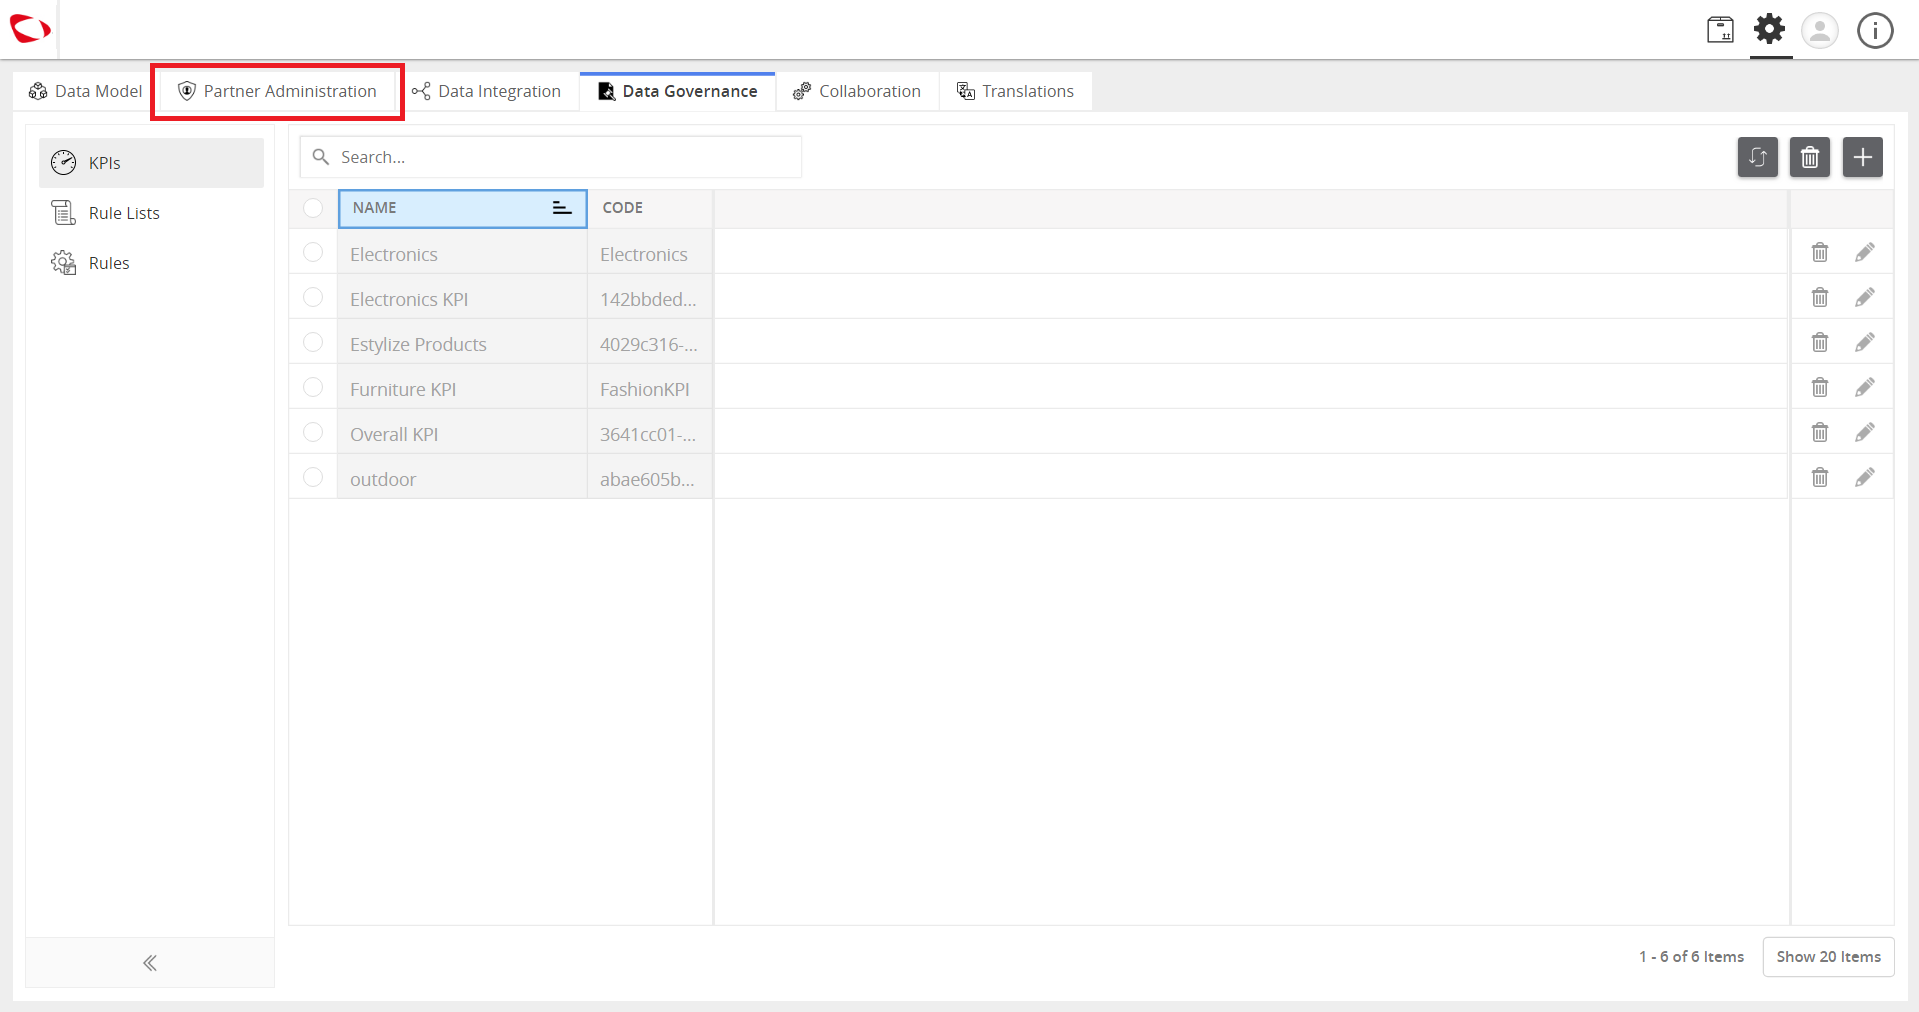 Data Model
Partner Administration
Data Integration
Data Governance
Collaboration
Translations
KPIs
Rule Lists
Rules
Search...
NAME
CODE
Electronics
Electronics
Electronics KPI
142bbded...
Estylize Products
4029c316-...
Furniture KPI
FashionKPI
Overall KPI
3641cc01-...
outdoor
abae605b...
1 - 6 of 6 Items
Show 20 Items